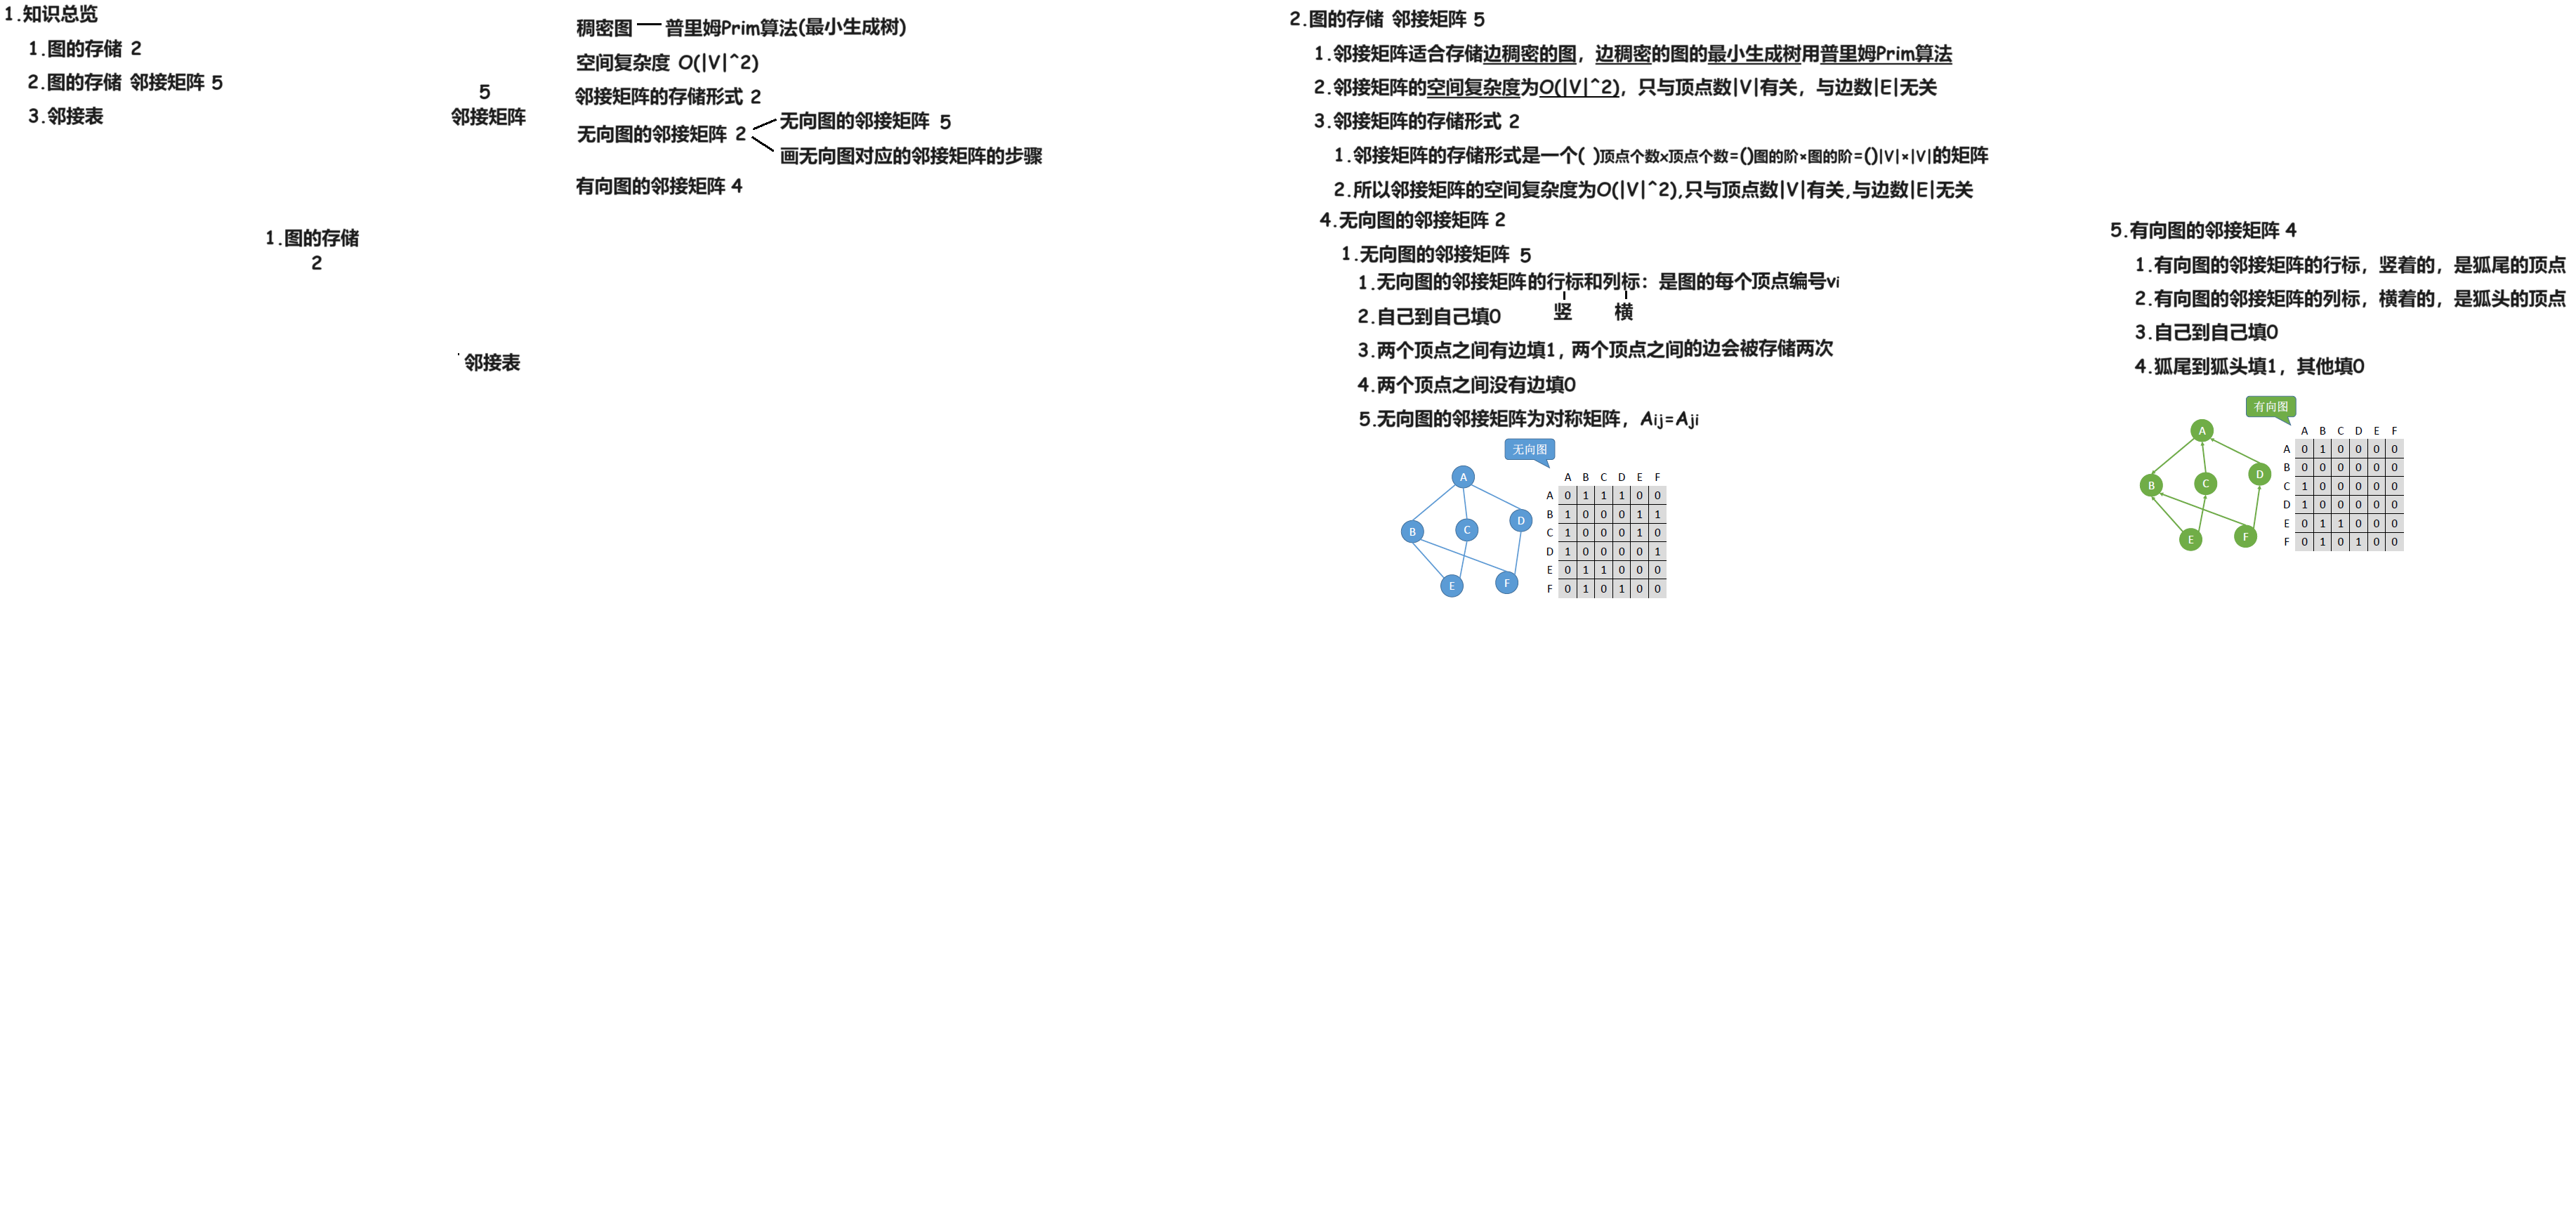 1.知识总览
1.图的存储 2
2.图的存储 邻接矩阵 5
3.邻接表
5
邻接矩阵
1.图的存储
2
邻接表
稠密图 — 普里姆Prim算法(最小生成树)
空间复杂度 O(|V|^2)
邻接矩阵的存储形式 2
无向图的邻接矩阵 2
无向图的邻接矩阵 5
画无向图对应的邻接矩阵的步骤
有向图的邻接矩阵 4
2.图的存储 邻接矩阵 5
1.邻接矩阵适合存储边稠密的图，边稠密的图的最小生成树用普里姆Prim算法
2.邻接矩阵的空间复杂度为O(|V|^2)，只与顶点数|V|有关，与边数|E|无关
3.邻接矩阵的存储形式 2
1.邻接矩阵的存储形式是一个( )顶点个数×顶点个数=()图的阶×图的阶=()|V|×|V|的矩阵
2.所以邻接矩阵的空间复杂度为O(|V|^2),只与顶点数|V|有关,与边数|E|无关
4.无向图的邻接矩阵 2
1.无向图的邻接矩阵 5
1.无向图的邻接矩阵的行标和列标：是图的每个顶点编号vi
竖 横
2.自己到自己填0
3.两个顶点之间有边填1，两个顶点之间的边会被存储两次
4.两个顶点之间没有边填0
5.无向图的邻接矩阵为对称矩阵，Aij=Aji
无向图
A
B
C
D
E
F
A B C D E F
A 0 1 1 1 0 0
B 1 0 0 0 1 1
C 1 0 0 0 1 0
D 1 0 0 0 0 1
E 0 1 1 0 0 0
F 0 1 0 1 0 0
5.有向图的邻接矩阵 4
1.有向图的邻接矩阵的行标，竖着的，是狐尾的顶点
2.有向图的邻接矩阵的列标，横着的，是狐头的顶点
3.自己到自己填0
4.狐尾到狐头填1，其他填0
有向图
A
B
C
D
E
F
A B C D E F
A 0 1 0 0 0 0
B 0 0 0 0 0 0
C 1 0 0 0 0 0
D 1 0 0 0 0 0
E 0 1 1 0 0 0
F 0 1 0 1 0 0